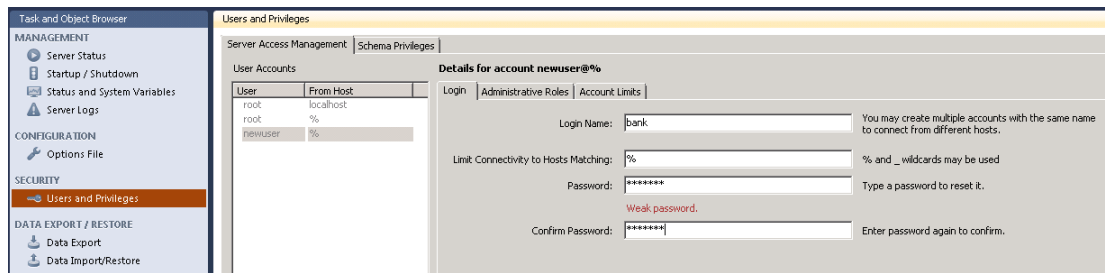 Task and Object Browser
MANAGEMENT
Server Status
Startup / Shutdown
Status and System Variables
Server Logs
CONFIGURATION
Options File
SECURITY
Users and Privileges
DATA EXPORT / RESTORE
Data Export
Data Import/Restore
Users and Privileges
Server Access Management Schema Privileges
User Accounts
User From Host
root localhost
root %
newuser %
Details for account newuser@%
Login Administrative Roles Account Limits
Login Name: bank You may create multiple accounts with the same name
to connect from different hosts.
Limit Connectivity to Hosts Matching: % % and _ wildcards may be used
Password: ******* Type a password to reset it.
Weak password.
Confirm Password: ******* Enter password again to confirm.